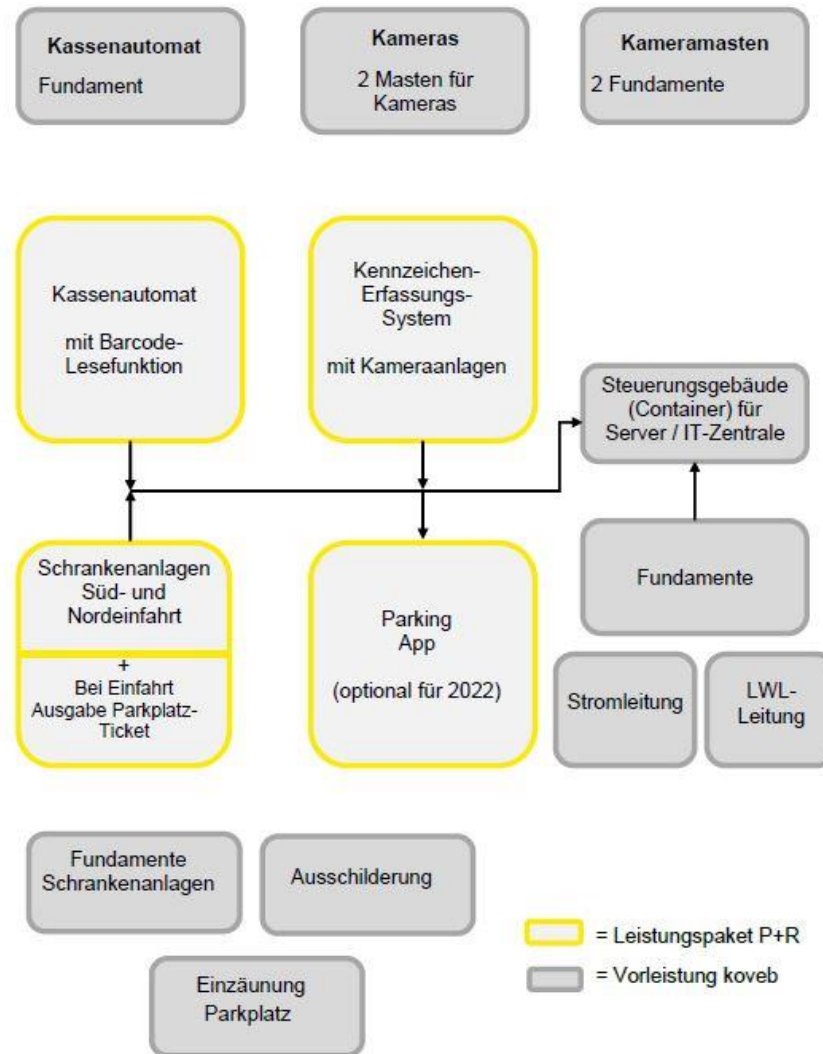 Kassenautomat
Fundament
Kameras
2 Masten für
Kameras
Kameramasten
2 Fundamente
Kassenautomat
mit Barcode-
Lesefunktion
Kennzeichen-
Erfassungs-
System
mit Kameraanlagen
Steuerungsgebäude
(Container) für
Server / IT-Zentrale
Schrankenanlagen
Süd- und
Nordeinfahrt
+
Bei Einfahrt
Ausgabe Parkplatz-
Ticket
Parking
App
(optional für 2022)
Fundamente
Stromleitung
LWL-
Leitung
Fundamente
Schrankenanlagen
Ausschilderung
Einzäunung
Parkplatz
= Leistungspaket P+R
= Vorleistung koveb